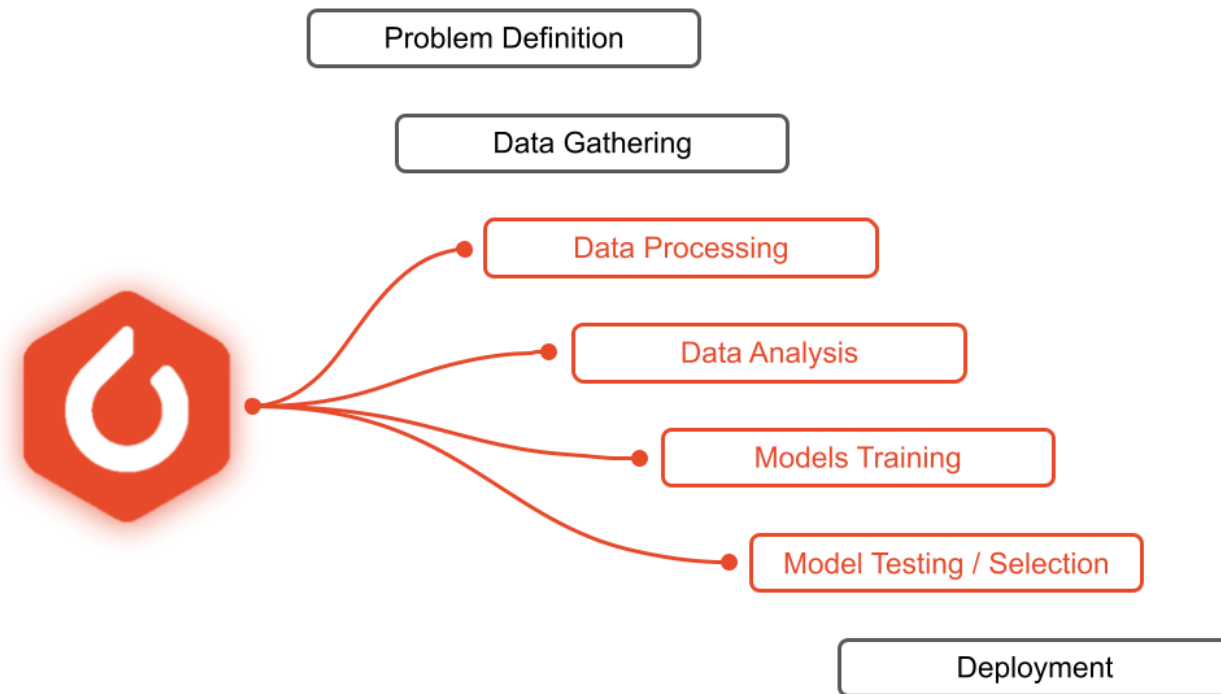 Problem Definition
Data Gathering
Data Processing
Data Analysis
Models Training
Model Testing / Selection
Deployment